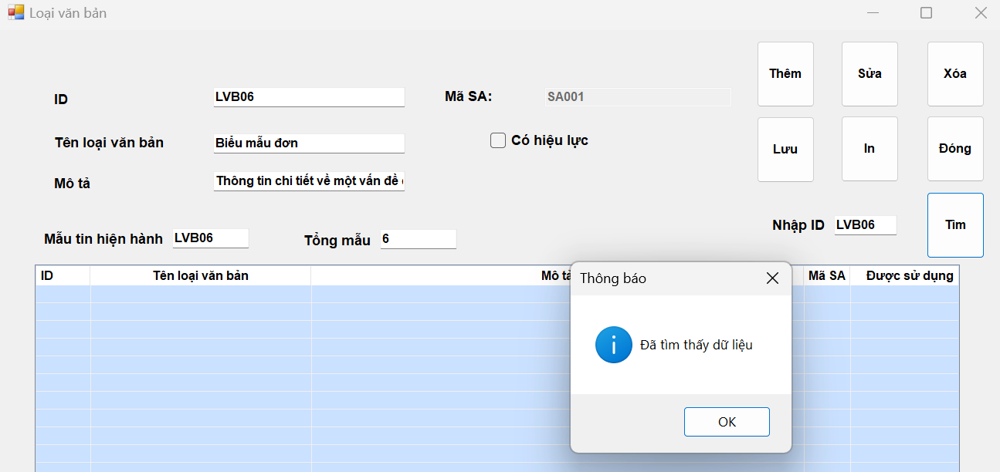 Loại văn bản
Thêm Sửa Xóa
ID LVB06 Mã SA: SA001
Tên loại văn bản Biểu mẫu đơn Có hiệu lực
Lưu In Đóng
Mô tả Thông tin chi tiết về một vấn đề
Nhập ID LVB06 Tìm
Mẫu tin hiện hành LVB06 Tổng mẫu 6
ID Tên loại văn bản Mô tả Mã SA Được sử dụng
Thông báo
Đã tìm thấy dữ liệu
OK